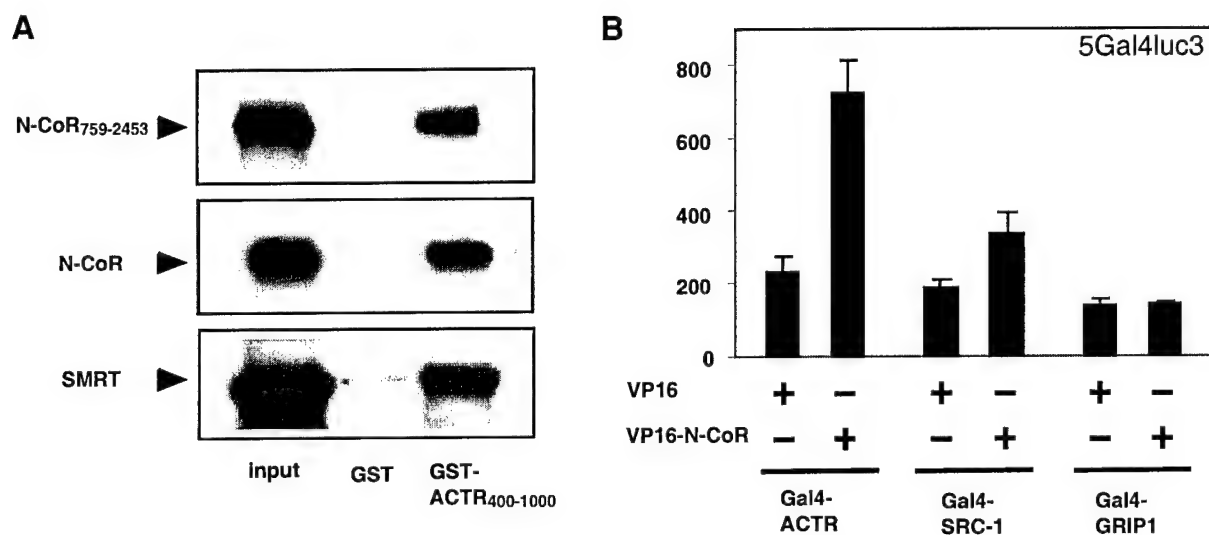 A
N-CoR759-2453
N-CoR
SMRT
input
GST
GST-
ACTR400-1000
B
5Gal4luc3
800
600
400
200
0
VP16 + − + − + −
VP16-N-CoR − + − + − +
Gal4-
ACTR
Gal4-
SRC-1
Gal4-
GRIP1